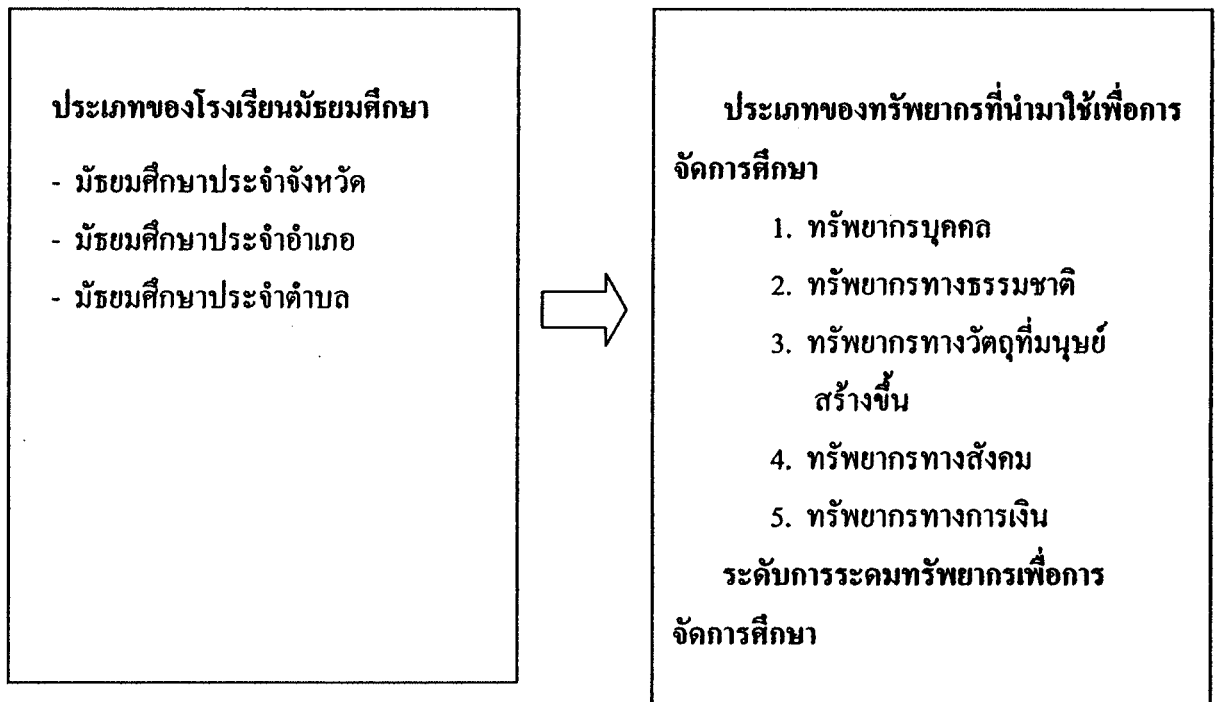 ประเภทของโรงเรียนมัธยมศึกษา
- มัธยมศึกษาประจำจังหวัด
- มัธยมศึกษาประจำอำเภอ
- มัธยมศึกษาประจำตำบล
ประเภทของทรัพยากรที่นำมาใช้เพื่อการ
จัดการศึกษา
1. ทรัพยากรบุคคล
2. ทรัพยากรทางธรรมชาติ
3. ทรัพยากรทางวัตถุที่มนุษย์
สร้างขึ้น
4. ทรัพยากรทางสังคม
5. ทรัพยากรทางการเงิน
ระดับการระดมทรัพยากรเพื่อการ
จัดการศึกษา